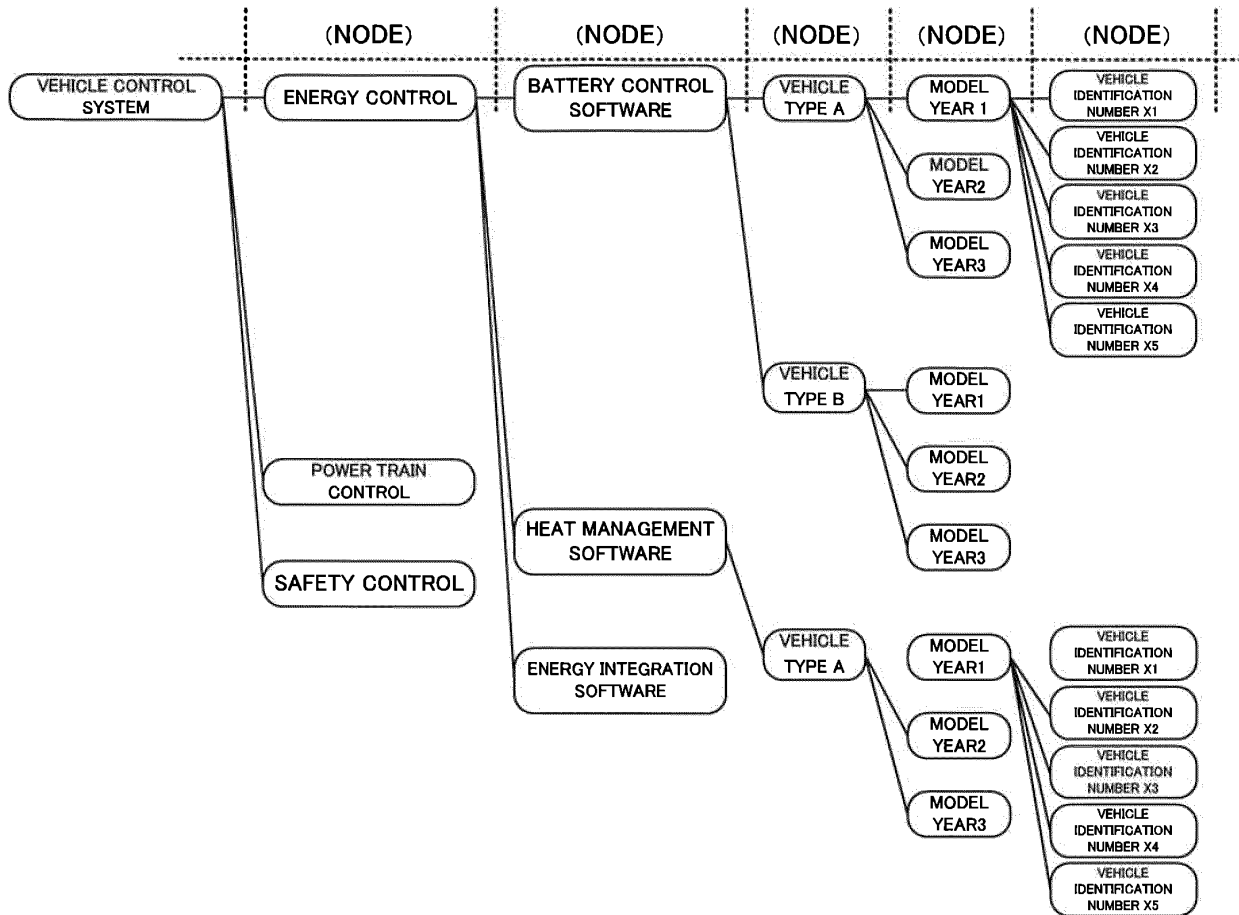 (NODE)
(NODE)
(NODE)
(NODE)
(NODE)
VEHICLE CONTROL
SYSTEM
ENERGY CONTROL
POWER TRAIN
CONTROL
SAFETY CONTROL
BATTERY CONTROL
SOFTWARE
HEAT MANAGEMENT
SOFTWARE
ENERGY INTEGRATION
SOFTWARE
VEHICLE
TYPE A
VEHICLE
TYPE B
VEHICLE
TYPE A
MODEL
YEAR 1
MODEL
YEAR2
MODEL
YEAR3
MODEL
YEAR1
MODEL
YEAR2
MODEL
YEAR3
MODEL
YEAR1
MODEL
YEAR2
MODEL
YEAR3
VEHICLE
IDENTIFICATION
NUMBER X1
VEHICLE
IDENTIFICATION
NUMBER X2
VEHICLE
IDENTIFICATION
NUMBER X3
VEHICLE
IDENTIFICATION
NUMBER X4
VEHICLE
IDENTIFICATION
NUMBER X5
VEHICLE
IDENTIFICATION
NUMBER X1
VEHICLE
IDENTIFICATION
NUMBER X2
VEHICLE
IDENTIFICATION
NUMBER X3
VEHICLE
IDENTIFICATION
NUMBER X4
VEHICLE
IDENTIFICATION
NUMBER X5